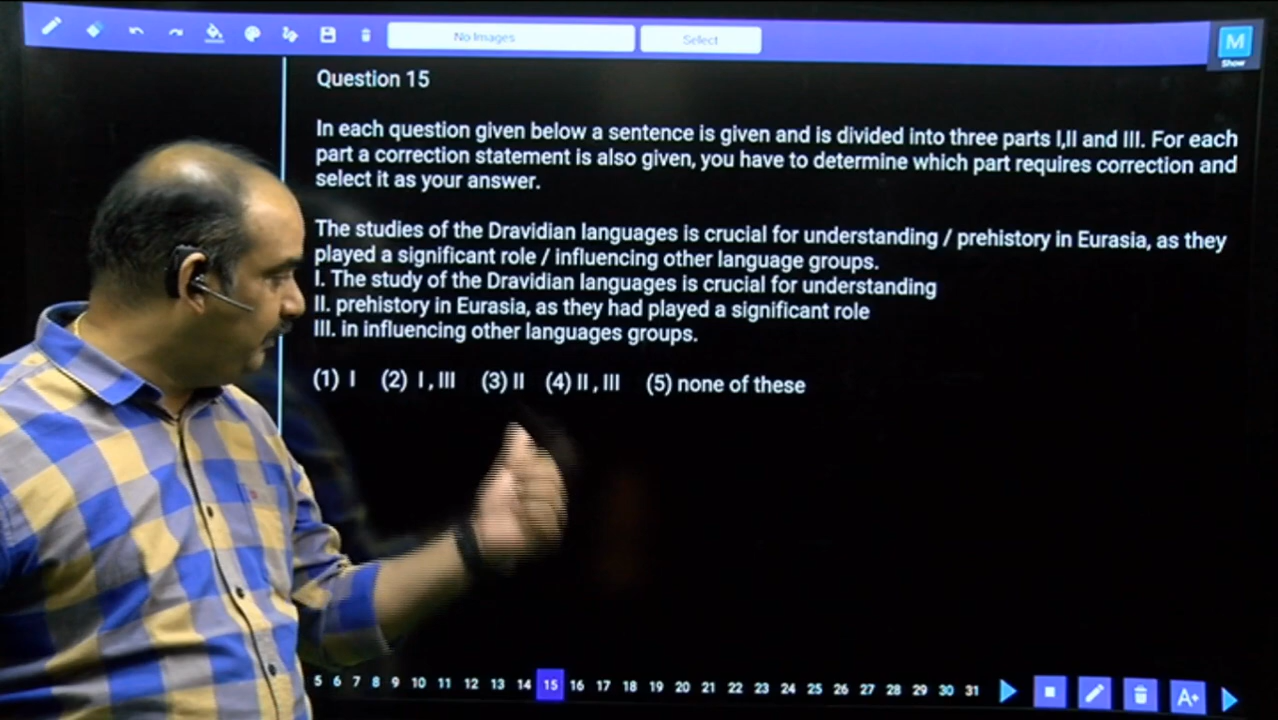 No Images Select M
Show
Question 15
In each question given below a sentence is given and is divided into three parts I,II and III. For each
part a correction statement is also given, you have to determine which part requires correction and
select it as your answer.
The studies of the Dravidian languages is crucial for understanding / prehistory in Eurasia, as they
played a significant role / influencing other language groups.
I. The study of the Dravidian languages is crucial for understanding
II. prehistory in Eurasia, as they had played a significant role
III. in influencing other languages groups.
(1) I (2) I , III (3) II (4) II , III (5) none of these
5 6 7 8 9 10 11 12 13 14 15 16 17 18 19 20 21 22 23 24 25 26 27 28 29 30 31 A+